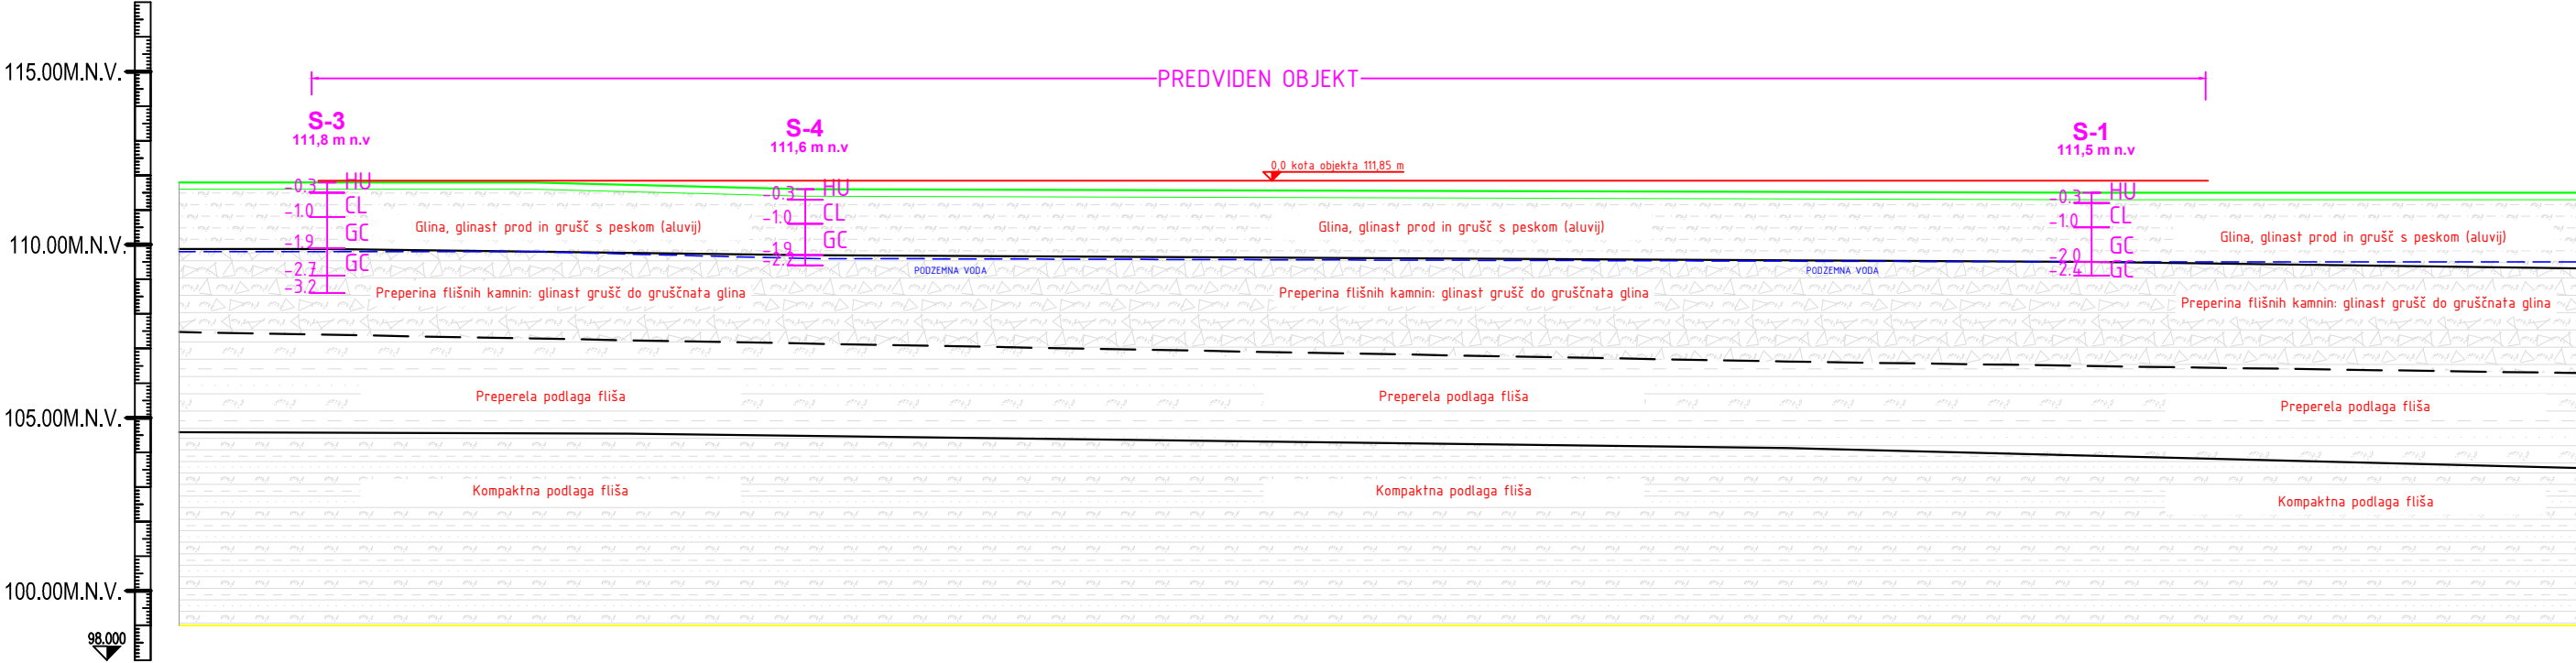 115.00M.N.V.
110.00M.N.V.
105.00M.N.V.
100.00M.N.V.
98.000
PREDVIDEN OBJEKT
S-3
111,8 m n.v
-0.3 HU
-1.0 CL
-1.9 GC
-2.7 GC
-3.2
S-4
111,6 m n.v
-0.3 HU
-1.0 CL
-1.9 GC
-2.2
0,0 kota objekta 111,85 m
S-1
111,5 m n.v
-0.3 HU
-1.0 CL
-2.0 GC
-2.4 GC
Glina, glinast prod in grušč s peskom (aluvij)
Glina, glinast prod in grušč s peskom (aluvij)
Glina, glinast prod in grušč s peskom (aluvij)
PODZEMNA VODA
PODZEMNA VODA
Preperina flišnih kamnin: glinast grušč do gruščnata glina
Preperina flišnih kamnin: glinast grušč do gruščnata glina
Preperina flišnih kamnin: glinast grušč do gruščnata glina
Preperela podlaga fliša
Preperela podlaga fliša
Preperela podlaga fliša
Kompaktna podlaga fliša
Kompaktna podlaga fliša
Kompaktna podlaga fliša